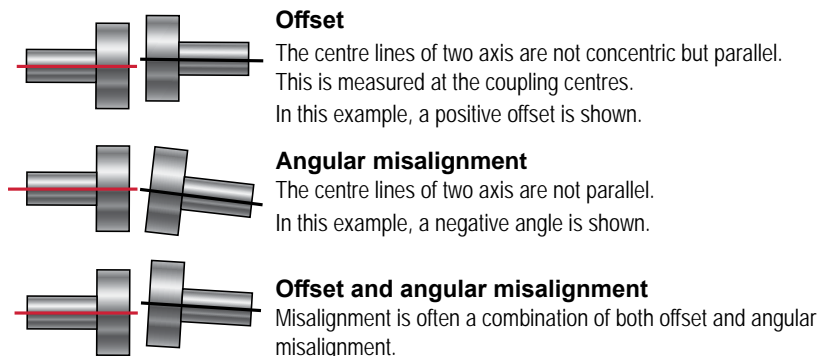 Offset
The centre lines of two axis are not concentric but parallel.
This is measured at the coupling centres.
In this example, a positive offset is shown.
Angular misalignment
The centre lines of two axis are not parallel.
In this example, a negative angle is shown.
Offset and angular misalignment
Misalignment is often a combination of both offset and angular
misalignment.